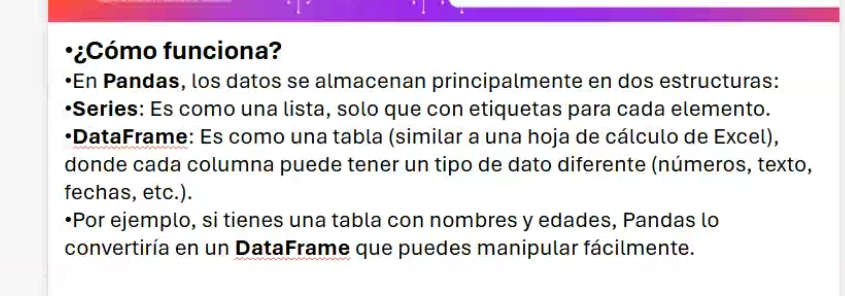 •¿Cómo funciona?
•En Pandas, los datos se almacenan principalmente en dos estructuras:
•Series: Es como una lista, solo que con etiquetas para cada elemento.
•DataFrame: Es como una tabla (similar a una hoja de cálculo de Excel),
donde cada columna puede tener un tipo de dato diferente (números, texto,
fechas, etc.).
•Por ejemplo, si tienes una tabla con nombres y edades, Pandas lo
convertiría en un DataFrame que puedes manipular fácilmente.